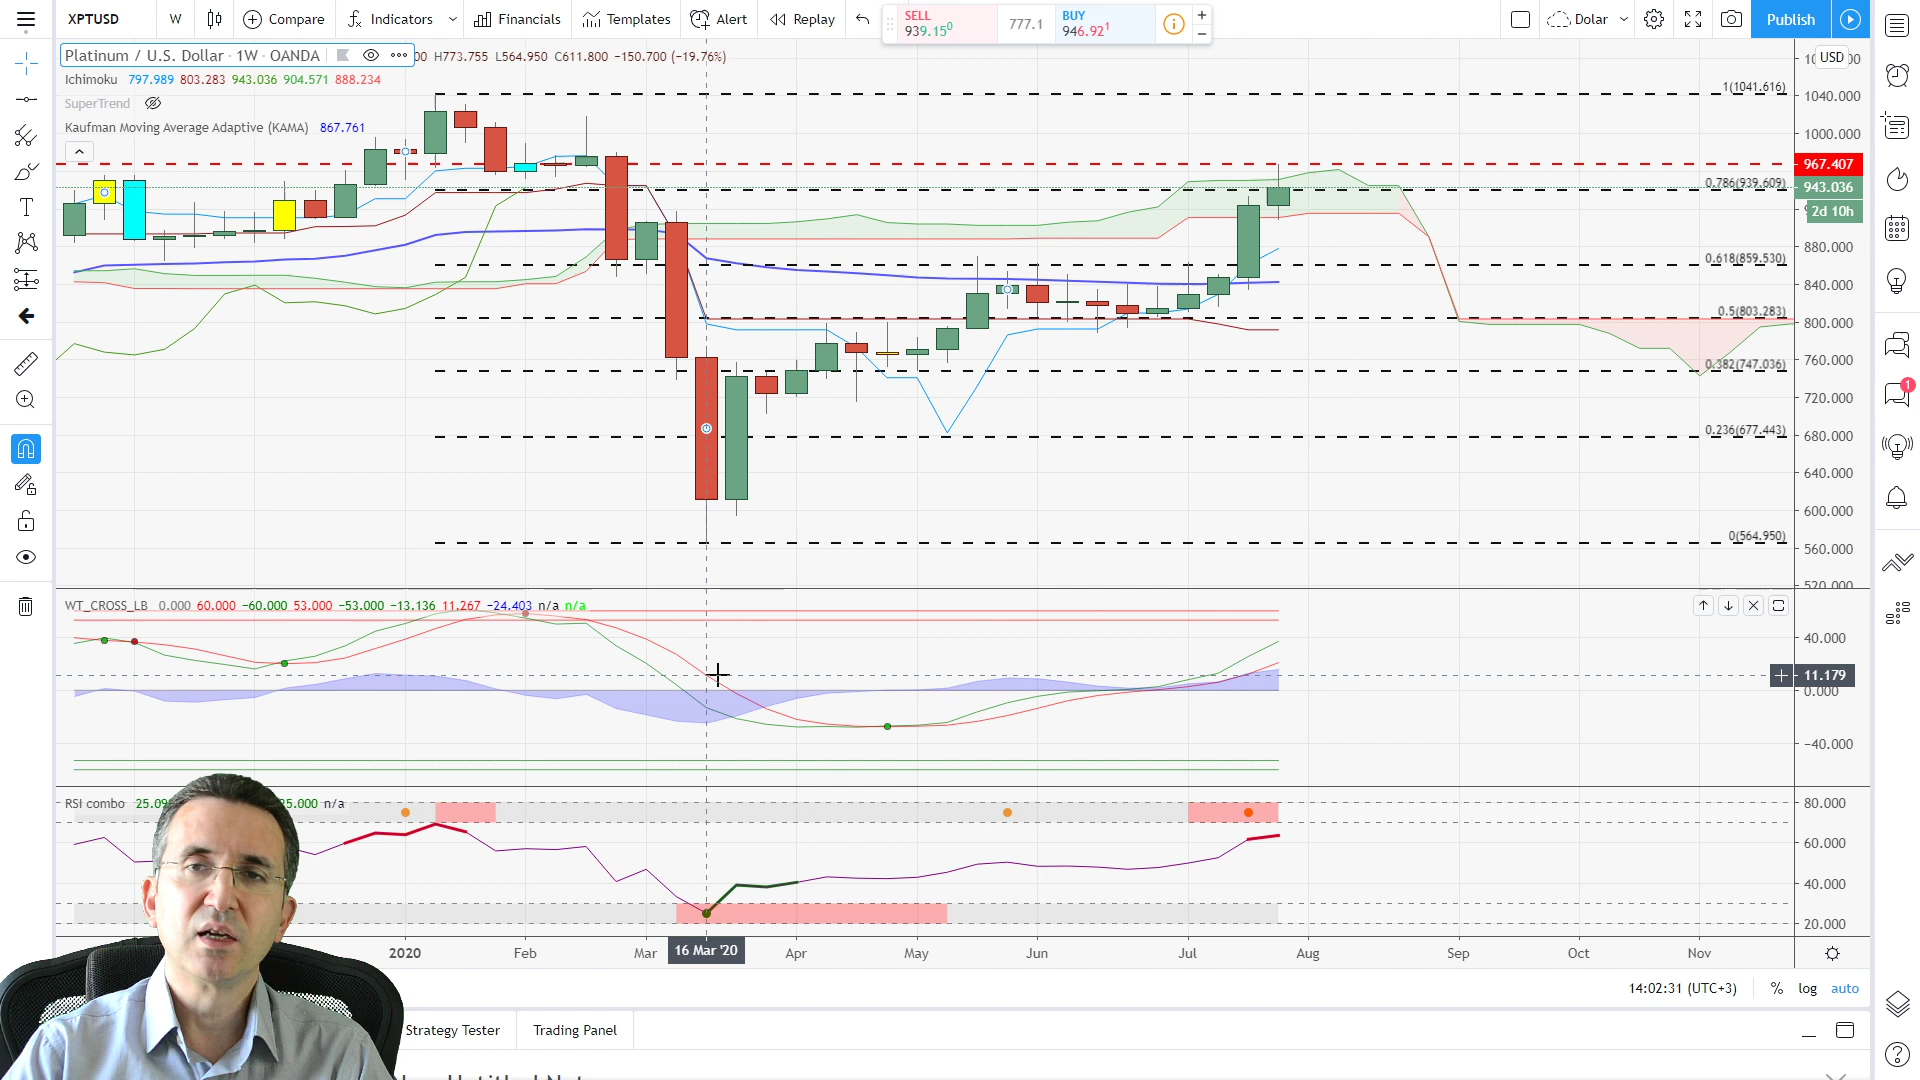 XPTUSD W Compare Indicators Financials Templates Alert Replay
SELL
939.150
777.1
BUY
946.921
Dolar Publish
Platinum / U.S. Dollar · 1W · OANDA H773.755 L564.950 C611.800 −150.700 (−19.76%)
USD
Ichimoku 797.989 803.283 943.036 904.571 888.234
SuperTrend
Kaufman Moving Average Adaptive (KAMA) 867.761
1(1041.616)
1040.000
1000.000
967.407
0.786(939.609)
943.036
2d 10h
880.000
0.618(859.530)
840.000
0.5(803.283)
800.000
760.000
0.382(747.036)
720.000
0.236(677.443)
680.000
640.000
600.000
0(564.950)
560.000
520.000
WT_CROSS_LB 0.000 60.000 −60.000 53.000 −53.000 −13.136 11.267 −24.403 n/a n/a
40.000
11.179
0.000
−40.000
RSI combo 25.000 n/a
80.000
60.000
40.000
20.000
2020 Feb Mar 16 Mar '20 Apr May Jun Jul Aug Sep Oct Nov
14:02:31 (UTC+3) % log auto
Strategy Tester Trading Panel
1